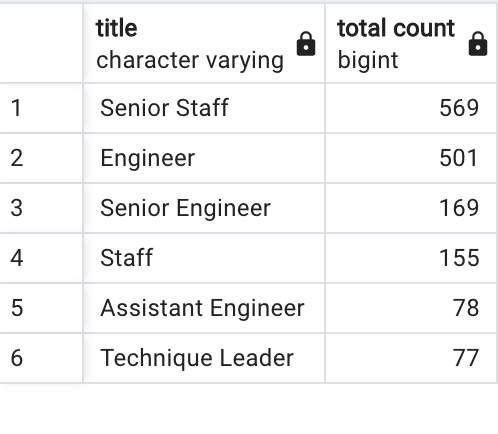 title total count
character varying bigint
1 Senior Staff 569
2 Engineer 501
3 Senior Engineer 169
4 Staff 155
5 Assistant Engineer 78
6 Technique Leader 77